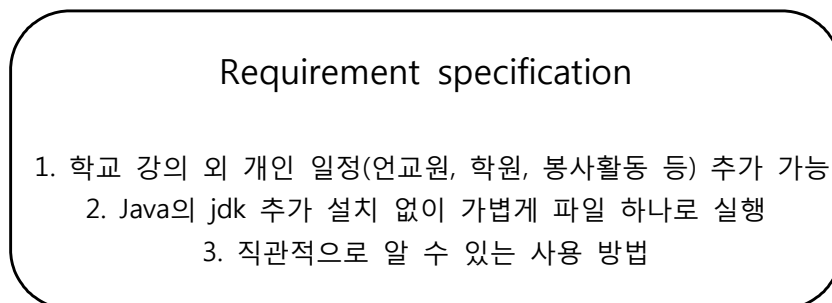 Requirement specification
1. 학교 강의 외 개인 일정(언교원, 학원, 봉사활동 등) 추가 가능
2. Java의 jdk 추가 설치 없이 가볍게 파일 하나로 실행
3. 직관적으로 알 수 있는 사용 방법